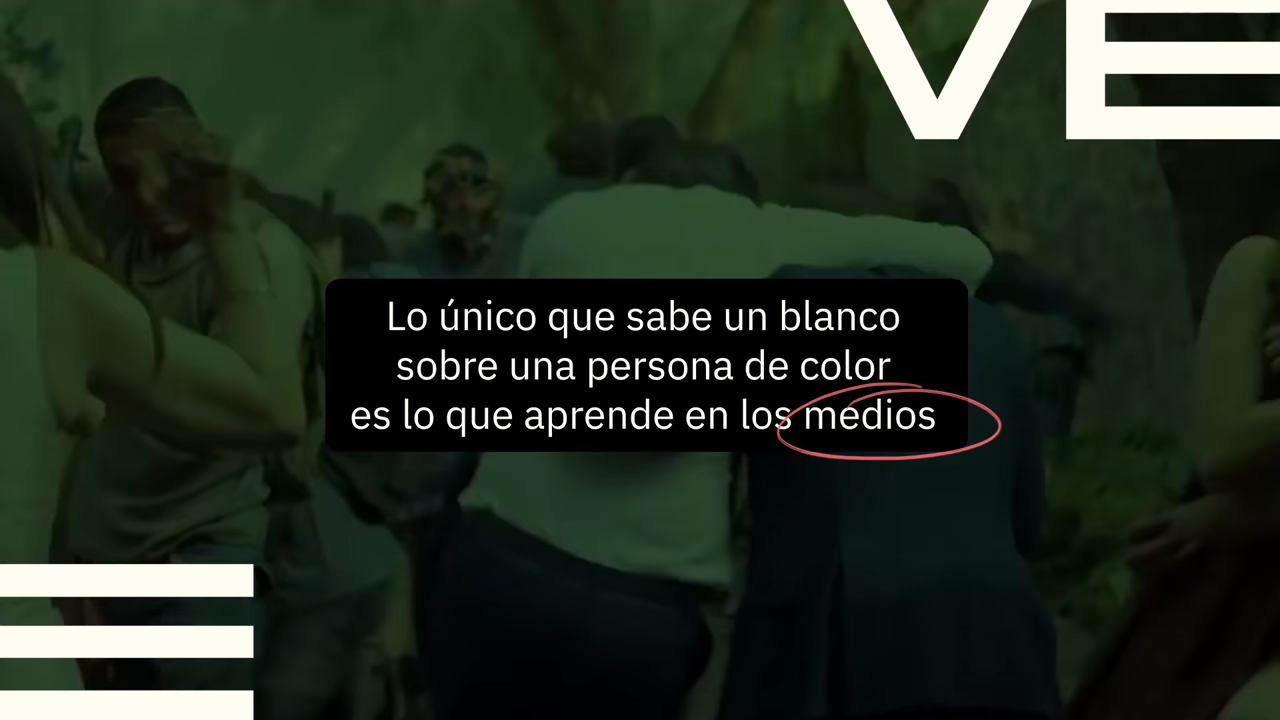 VE
Lo único que sabe un blanco
sobre una persona de color
es lo que aprende en los medios
E